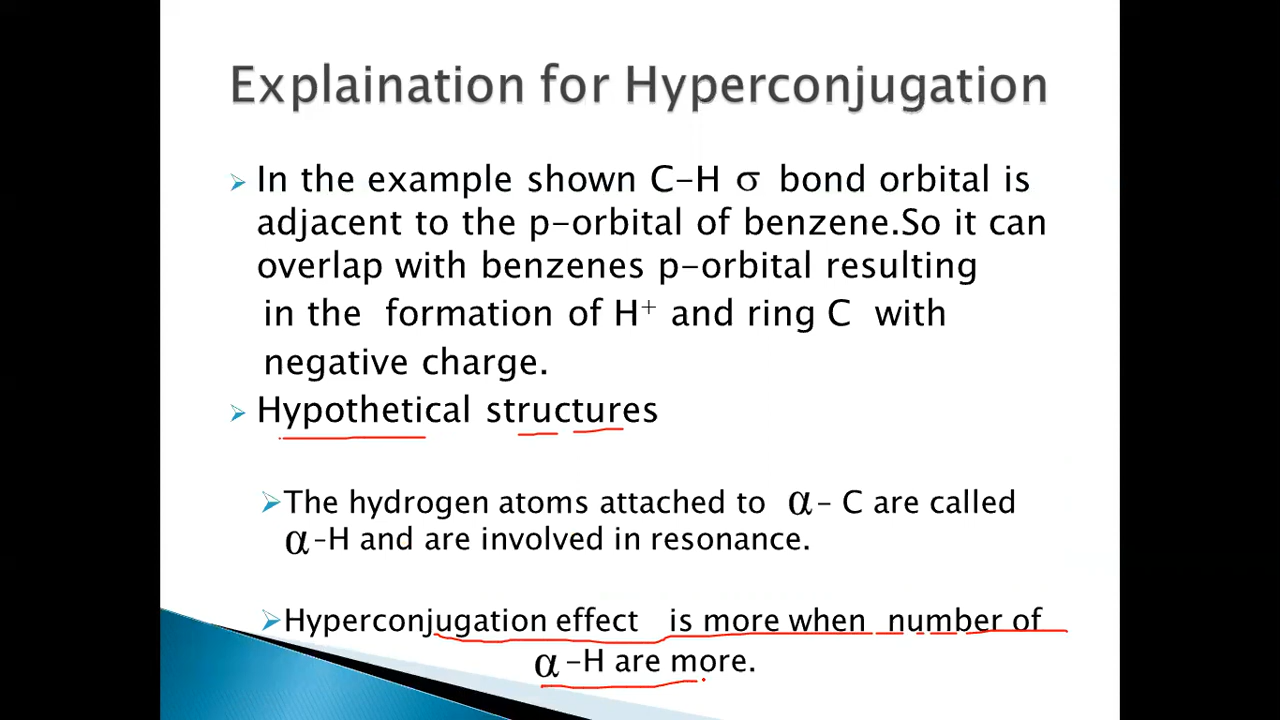 Explaination for Hyperconjugation
In the example shown C-H σ bond orbital is
adjacent to the p-orbital of benzene.So it can
overlap with benzenes p-orbital resulting
in the formation of H⁺ and ring C with
negative charge.
Hypothetical structures
The hydrogen atoms attached to α- C are called
α-H and are involved in resonance.
Hyperconjugation effect is more when number of
α-H are more.